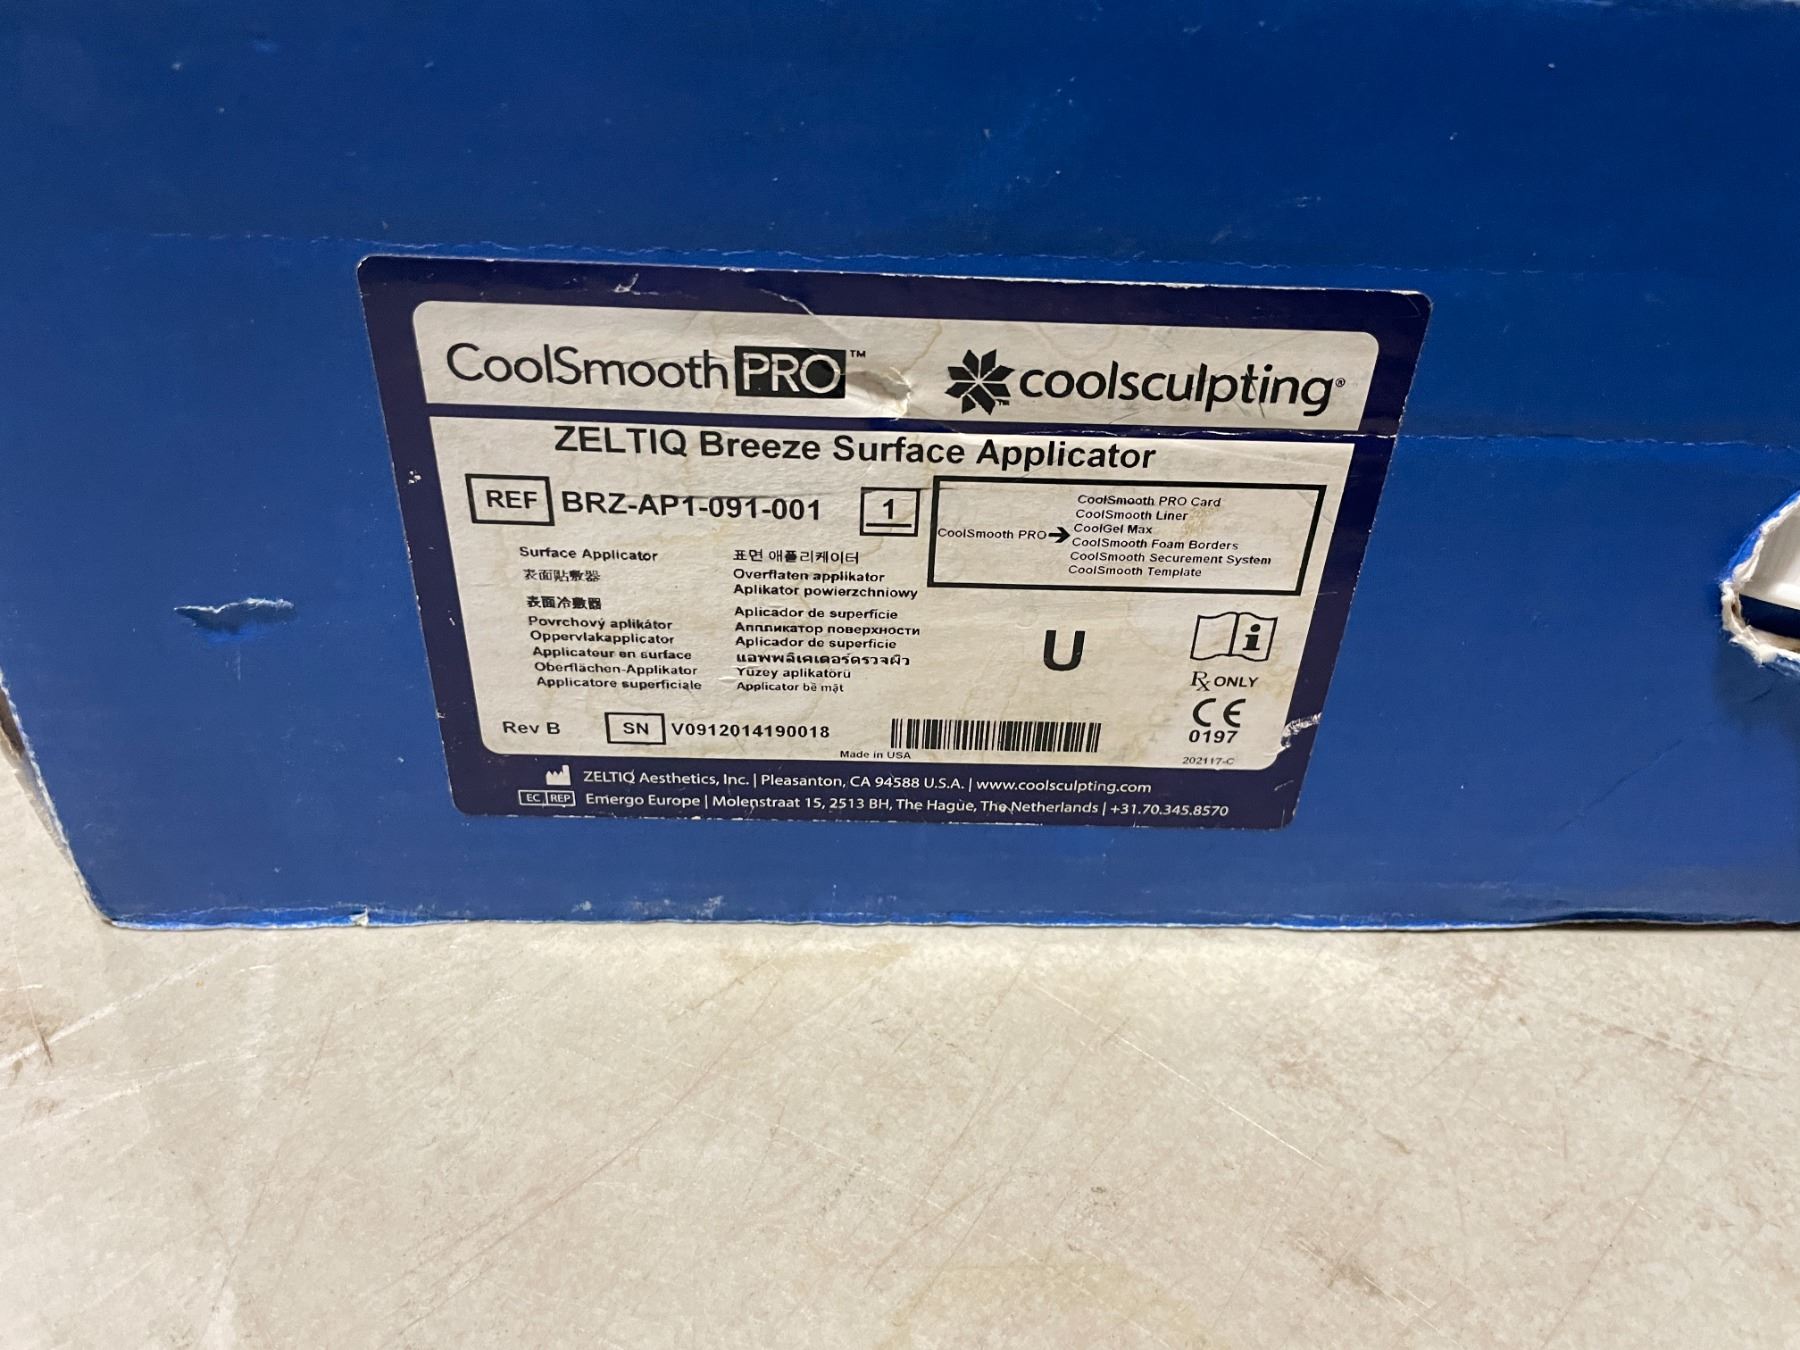 CoolSmooth PRO™
coolsculpting®
ZELTIQ Breeze Surface Applicator
REF BRZ-AP1-091-001 1
CoolSmooth PRO→
CoolSmooth PRO Card
CoolSmooth Liner
CoolGel Max
CoolSmooth Foam Borders
CoolSmooth Securement System
CoolSmooth Template
Surface Applicator
表面貼敷器
表面冷敷器
Povrchový aplikátor
Oppervlakapplicator
Applicateur en surface
Oberflächen-Applikator
Applicatore superficiale
표면 애플리케이터
Overflaten applikator
Aplikator powierzchniowy
Aplicador de superfície
Аппликатор поверхности
Aplicador de superficie
แอพพลิเคเตอร์ตรวจผิว
Yüzey aplikatörü
Applicator bề mặt
U
i
Rx ONLY
CE
0197
Rev B
SN V0912014190018
Made in USA
202117-C
ZELTIQ Aesthetics, Inc. | Pleasanton, CA 94588 U.S.A. | www.coolsculpting.com
EC REP Emergo Europe | Molenstraat 15, 2513 BH, The Hague, The Netherlands | +31.70.345.8570